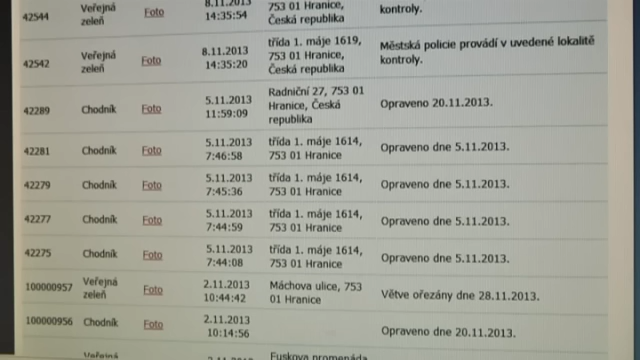 42544 Veřejná zeleň Foto 8.11.2013 14:35:54 753 01 Hranice, Česká republika kontroly.
42542 Veřejná zeleň Foto 8.11.2013 14:35:20 třída 1. máje 1619, 753 01 Hranice, Česká republika Městská policie provádí v uvedené lokalitě kontroly.
42289 Chodník Foto 5.11.2013 11:59:09 Radniční 27, 753 01 Hranice, Česká republika Opraveno 20.11.2013.
42281 Chodník Foto 5.11.2013 7:46:58 třída 1. máje 1614, 753 01 Hranice Opraveno dne 5.11.2013.
42279 Chodník Foto 5.11.2013 7:45:36 třída 1. máje 1614, 753 01 Hranice Opraveno dne 5.11.2013.
42277 Chodník Foto 5.11.2013 7:44:59 třída 1. máje 1614, 753 01 Hranice Opraveno dne 5.11.2013.
42275 Chodník Foto 5.11.2013 7:44:08 třída 1. máje 1614, 753 01 Hranice Opraveno dne 5.11.2013.
100000957 Veřejná zeleň Foto 2.11.2013 10:44:42 Máchova ulice, 753 01 Hranice Větve ořezány dne 28.11.2013.
100000956 Chodník Foto 2.11.2013 10:14:56 Opraveno dne 20.11.2013.
Veřejná 2.11.2013 Fuskova promenáda